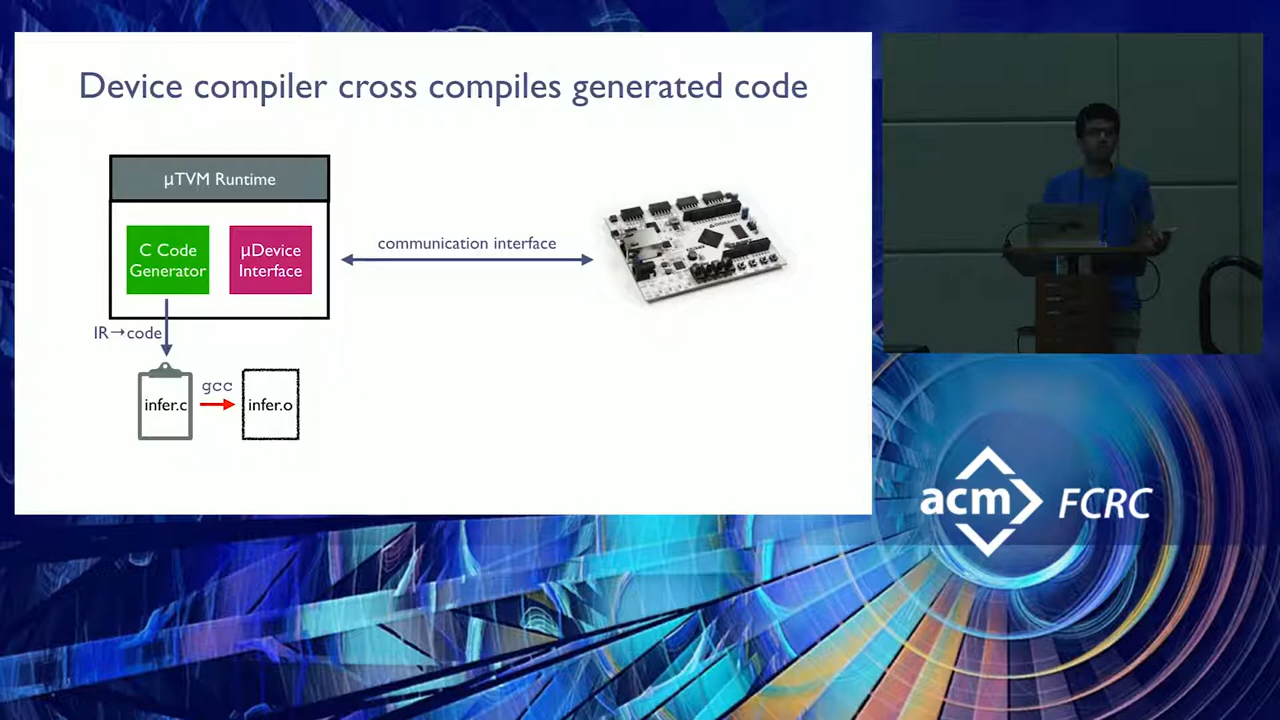 Device compiler cross compiles generated code
μTVM Runtime
C Code
Generator
μDevice
Interface
communication interface
IR→code
infer.c
gcc
infer.o
acm FCRC